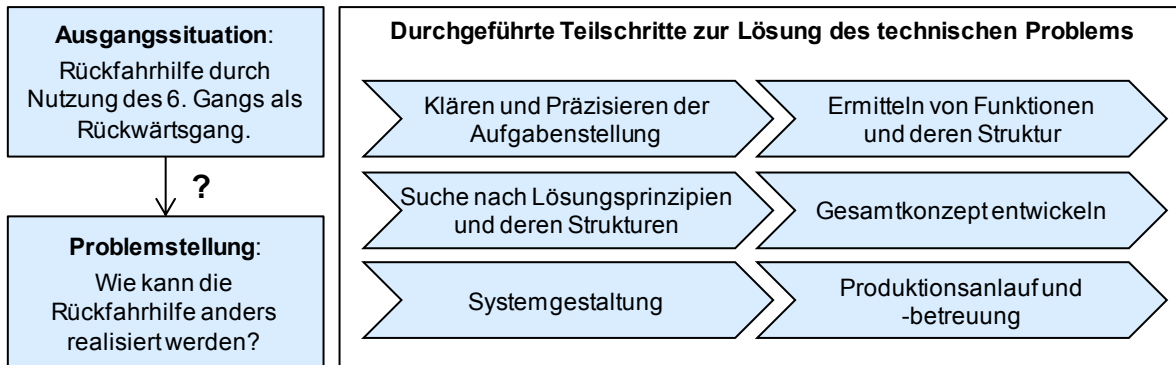 Ausgangssituation:
Rückfahrhilfe durch
Nutzung des 6. Gangs als
Rückwärtsgang.
?
Problemstellung:
Wie kann die
Rückfahrhilfe anders
realisiert werden?
Durchgeführte Teilschritte zur Lösung des technischen Problems
Klären und Präzisieren der
Aufgabenstellung
Ermitteln von Funktionen
und deren Struktur
Suche nach Lösungsprinzipien
und deren Strukturen
Gesamtkonzept entwickeln
Systemgestaltung
Produktionsanlauf und
-betreuung